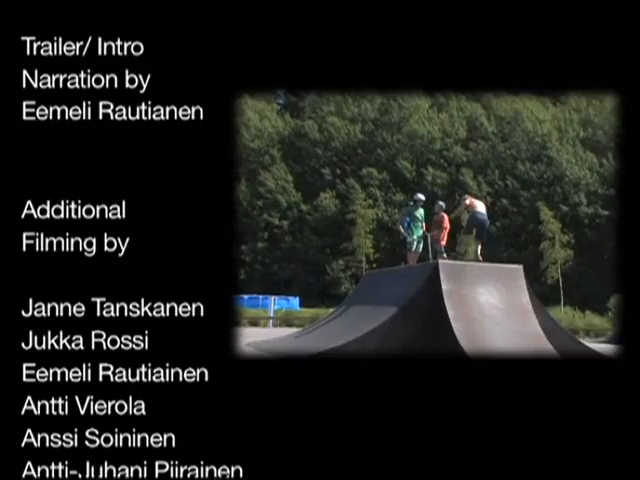 Trailer/ Intro
Narration by
Eemeli Rautianen
Additional
Filming by
Janne Tanskanen
Jukka Rossi
Eemeli Rautiainen
Antti Vierola
Anssi Soininen
Antti-Juhani Piirainen